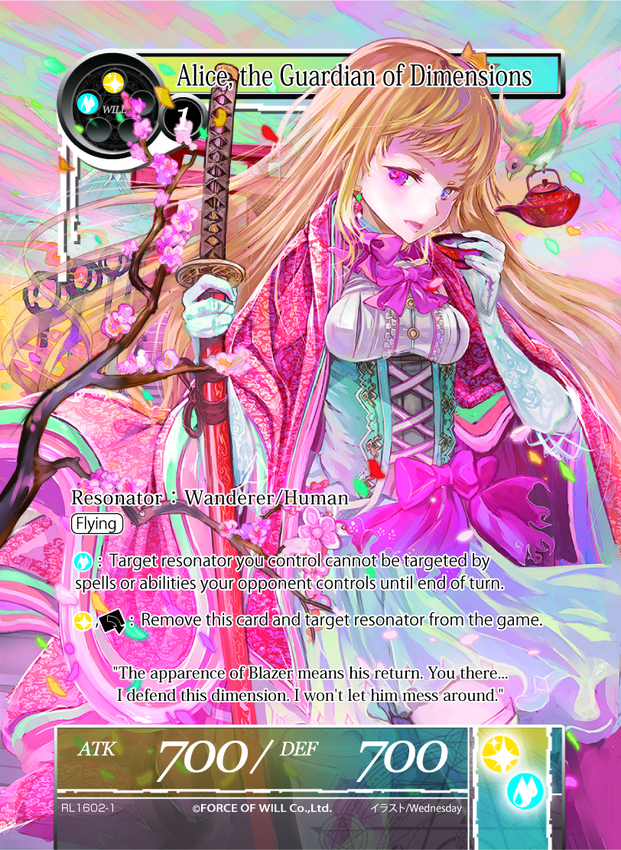 Alice, the Guardian of Dimensions
WILL
1
Resonator : Wanderer/Human
Flying
: Target resonator you control cannot be targeted by
spells or abilities your opponent controls until end of turn.
, : Remove this card and target resonator from the game.
"The apparence of Blazer means his return. You there...
I defend this dimension. I won't let him mess around."
ATK 700/ DEF 700
RL1602-1 ©FORCE OF WILL Co.,Ltd. イラスト/Wednesday